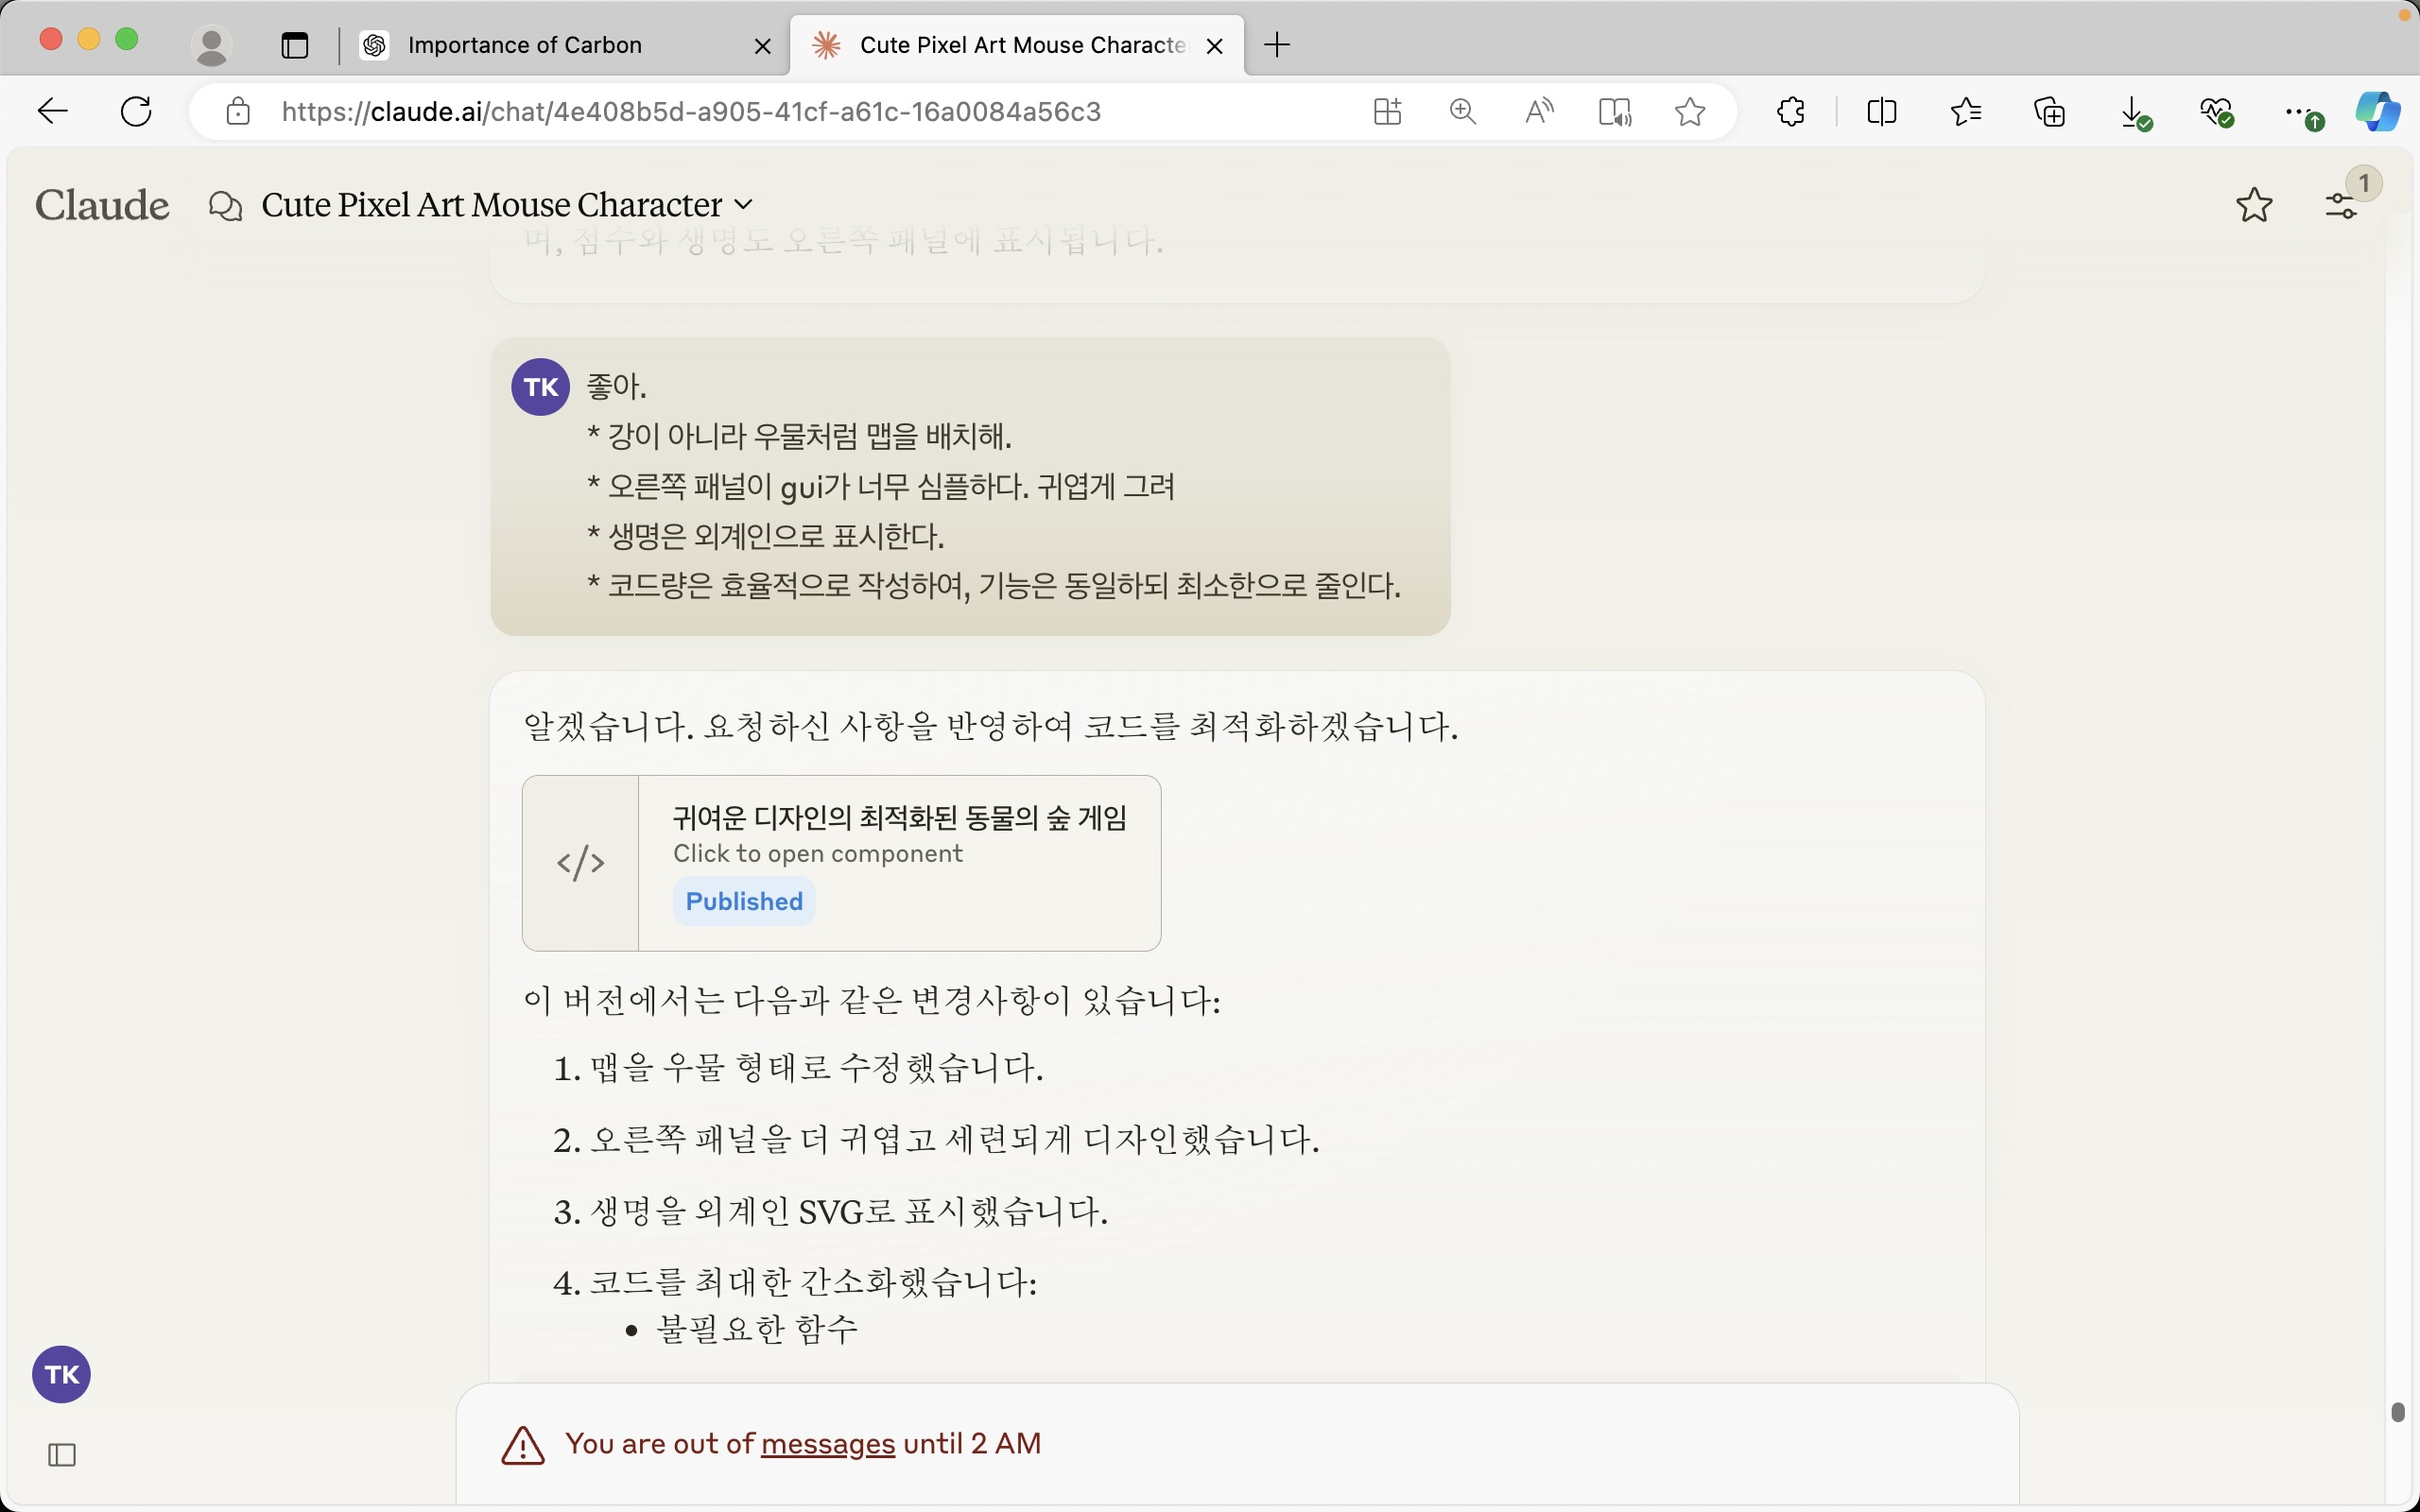 Importance of Carbon
Cute Pixel Art Mouse Characte
https://claude.ai/chat/4e408b5d-a905-41cf-a61c-16a0084a56c3
Claude
Cute Pixel Art Mouse Character
1
며, 점수와 생명도 오른쪽 패널에 표시됩니다.
TK
좋아.
* 강이 아니라 우물처럼 맵을 배치해.
* 오른쪽 패널이 gui가 너무 심플하다. 귀엽게 그려
* 생명은 외계인으로 표시한다.
* 코드량은 효율적으로 작성하여, 기능은 동일하되 최소한으로 줄인다.
알겠습니다. 요청하신 사항을 반영하여 코드를 최적화하겠습니다.
</>
귀여운 디자인의 최적화된 동물의 숲 게임
Click to open component
Published
이 버전에서는 다음과 같은 변경사항이 있습니다:
1. 맵을 우물 형태로 수정했습니다.
2. 오른쪽 패널을 더 귀엽고 세련되게 디자인했습니다.
3. 생명을 외계인 SVG로 표시했습니다.
4. 코드를 최대한 간소화했습니다:
• 불필요한 함수
TK
You are out of messages until 2 AM